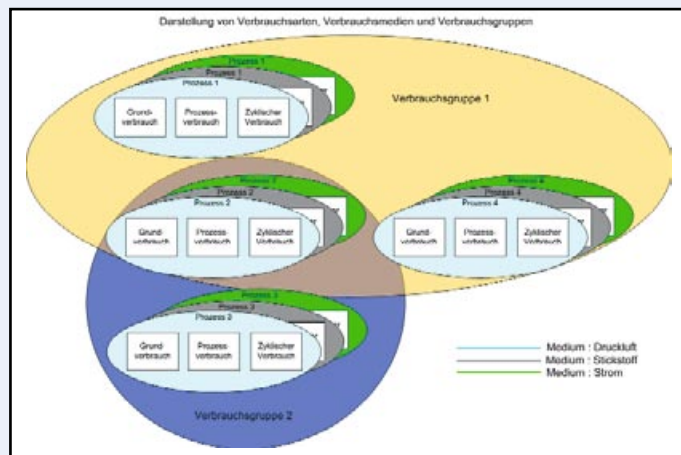 Darstellung von Verbrauchsarten, Verbrauchsmedien und Verbrauchsgruppen
Prozess 1
Prozess 1
Prozess 1
Grund-
verbrauch
Prozess-
verbrauch
Zyklischer
Verbrauch
Verbrauchsgruppe 1
Prozess 2
Prozess 2
Grund-
verbrauch
Prozess-
verbrauch
Zyklischer
Verbrauch
Prozess 4
Prozess 4
Prozess 4
Grund-
verbrauch
Prozess-
verbrauch
Zyklischer
Verbrauch
Prozess 3
Prozess 3
Prozess 3
Grund-
verbrauch
Prozess-
verbrauch
Zyklischer
Verbrauch
Medium : Druckluft
Medium : Stickstoff
Medium : Strom
Verbrauchsgruppe 2